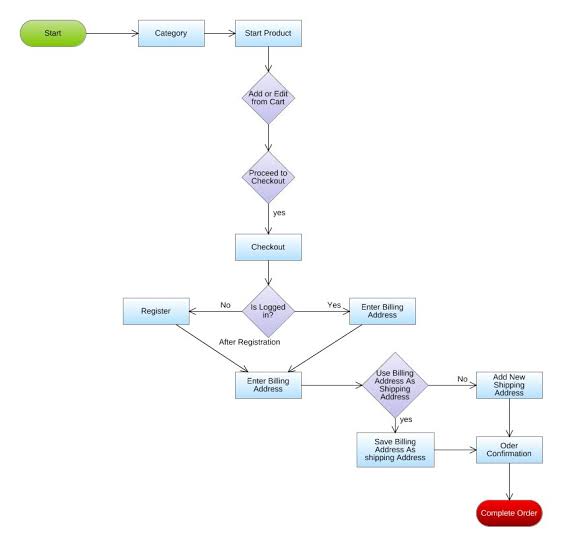 Start
Category
Start Product
Add or Edit
from Cart
Proceed to
Checkout
yes
Checkout
No
Is Logged
in?
Yes
Register
Enter Billing
Address
After Registration
Enter Billing
Address
Use Billing
Address As
Shipping
Address
No
Add New
Shipping
Address
yes
Save Billing
Address As
shipping Address
Oder
Confirmation
Complete Order